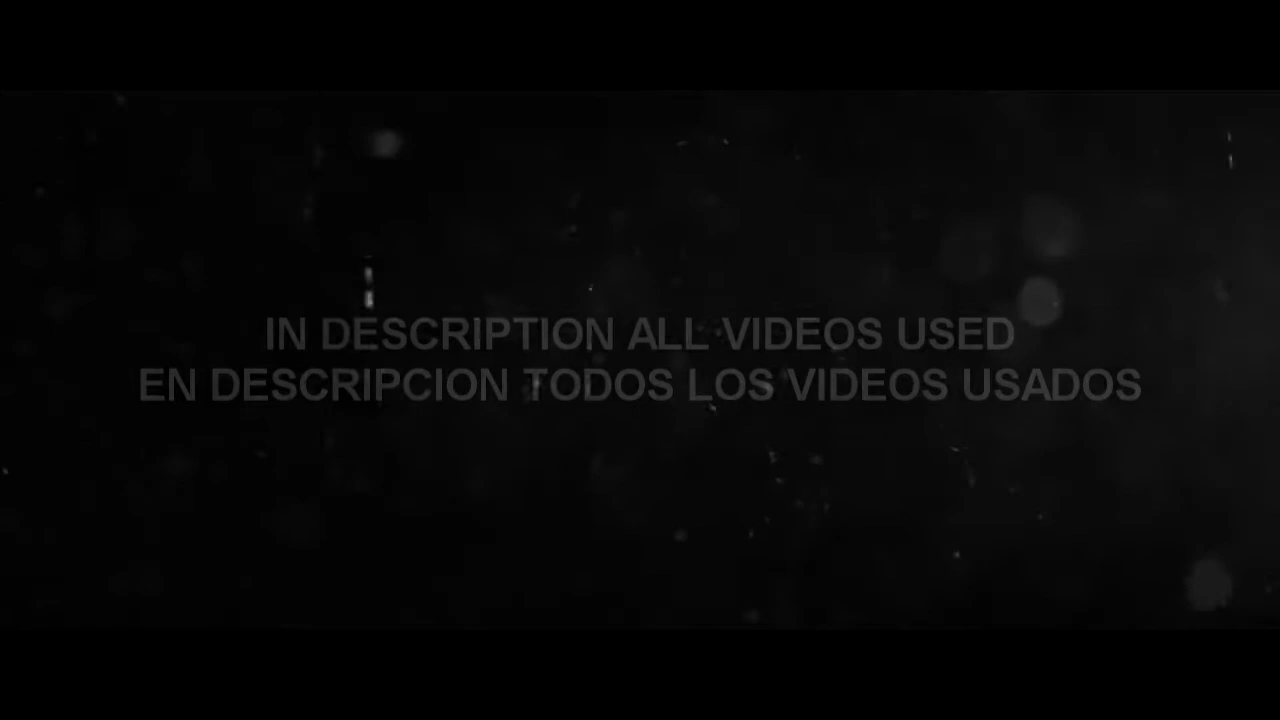 IN DESCRIPTION ALL VIDEOS USED
EN DESCRIPCION TODOS LOS VIDEOS USADOS